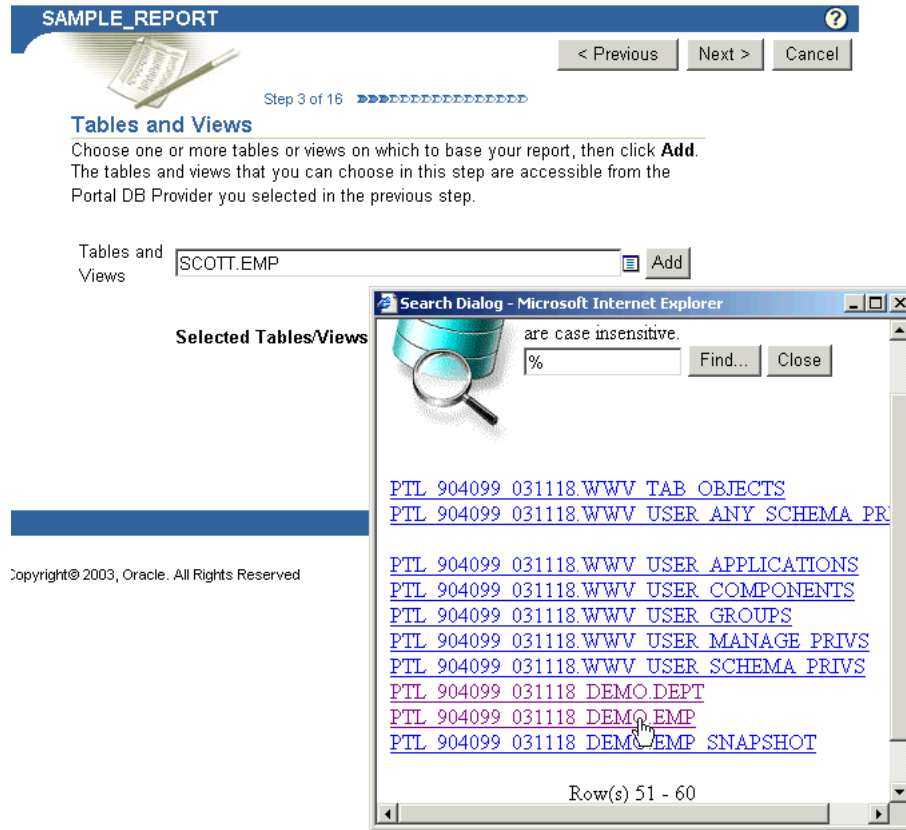 SAMPLE_REPORT
?
< Previous Next > Cancel
Step 3 of 16
Tables and Views
Choose one or more tables or views on which to base your report, then click Add.
The tables and views that you can choose in this step are accessible from the
Portal DB Provider you selected in the previous step.
Tables and
Views
SCOTT.EMP
Add
Selected Tables/Views
Search Dialog - Microsoft Internet Explorer
are case insensitive.
%
Find... Close
PTL_904099_031118.WWV_TAB_OBJECTS
PTL_904099_031118.WWV_USER_ANY_SCHEMA_PR
PTL_904099_031118.WWV_USER_APPLICATIONS
PTL_904099_031118.WWV_USER_COMPONENTS
PTL_904099_031118.WWV_USER_GROUPS
PTL_904099_031118.WWV_USER_MANAGE_PRIVS
PTL_904099_031118.WWV_USER_SCHEMA_PRIVS
PTL_904099_031118_DEMO.DEPT
PTL_904099_031118_DEMO.EMP
PTL_904099_031118_DEMO.EMP_SNAPSHOT
Row(s) 51 - 60
Copyright© 2003, Oracle. All Rights Reserved